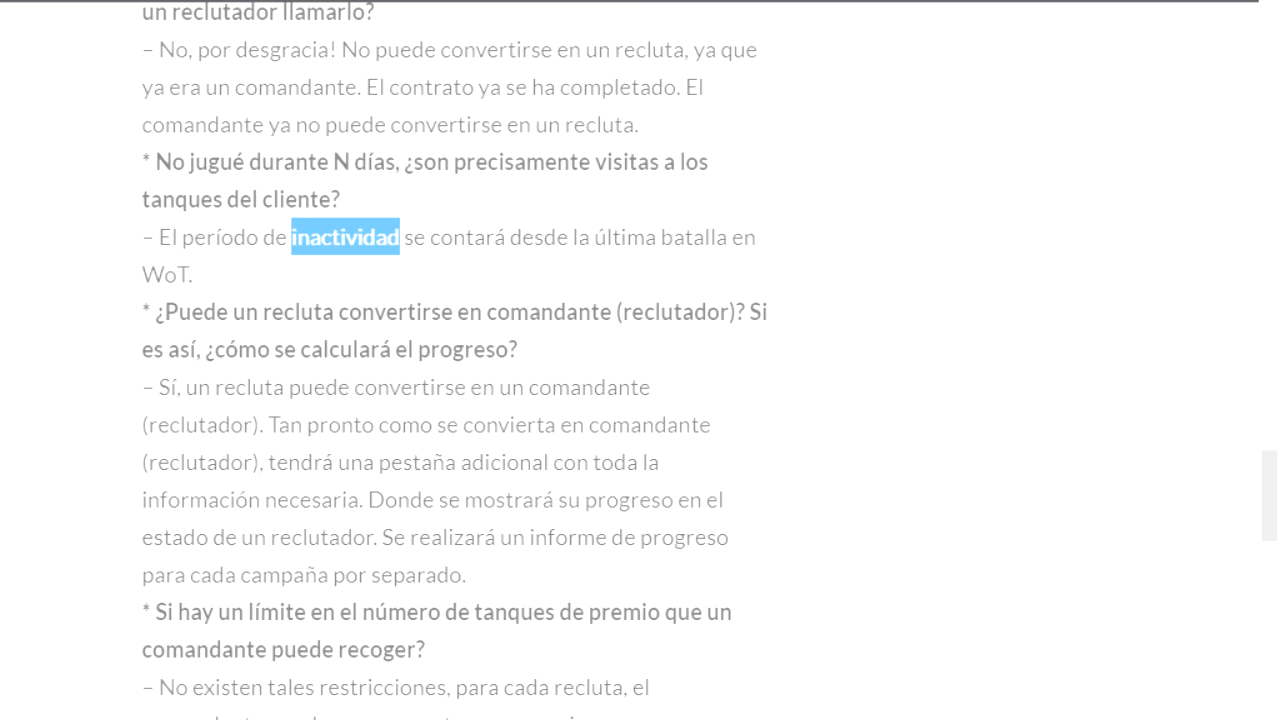 un reclutador llamarlo?
– No, por desgracia! No puede convertirse en un recluta, ya que
ya era un comandante. El contrato ya se ha completado. El
comandante ya no puede convertirse en un recluta.
* No jugué durante N días, ¿son precisamente visitas a los
tanques del cliente?
– El período de inactividad se contará desde la última batalla en
WoT.
* ¿Puede un recluta convertirse en comandante (reclutador)? Si
es así, ¿cómo se calculará el progreso?
– Sí, un recluta puede convertirse en un comandante
(reclutador). Tan pronto como se convierta en comandante
(reclutador), tendrá una pestaña adicional con toda la
información necesaria. Donde se mostrará su progreso en el
estado de un reclutador. Se realizará un informe de progreso
para cada campaña por separado.
* Si hay un límite en el número de tanques de premio que un
comandante puede recoger?
– No existen tales restricciones, para cada recluta, el